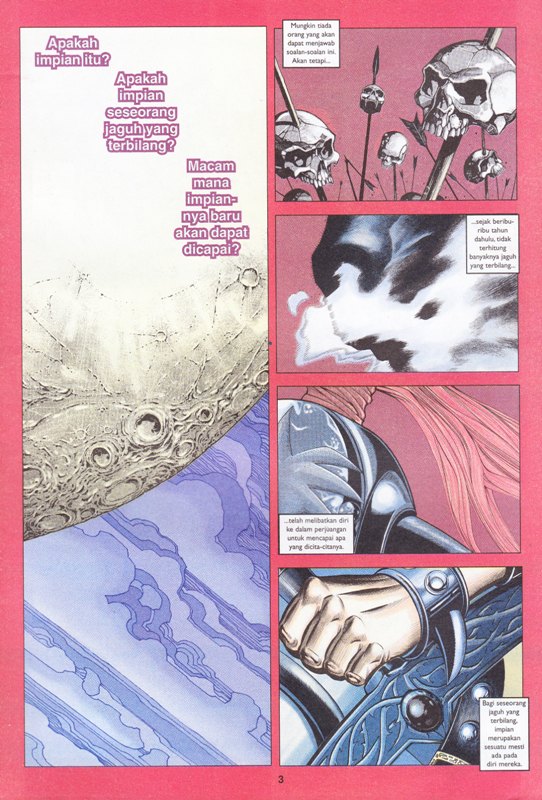 Apakah
impian itu?
Apakah
impian
seseorang
jaguh yang
terbilang?
Macam
mana
impian-
nya baru
akan dapat
dicapai?
Mungkin tiada
orang yang akan
dapat menjawab
soalan-soalan ini.
Akan tetapi...
...sejak beribu-
ribu tahun
dahulu, tidak
terhitung
banyaknya jaguh
yang terbilang...
...telah melibatkan diri
ke dalam perjuangan
untuk mencapai apa
yang dicita-citanya.
Bagi seseorang
jaguh yang
terbilang,
impian
merupakan
sesuatu mesti
ada pada
diri mereka.
3